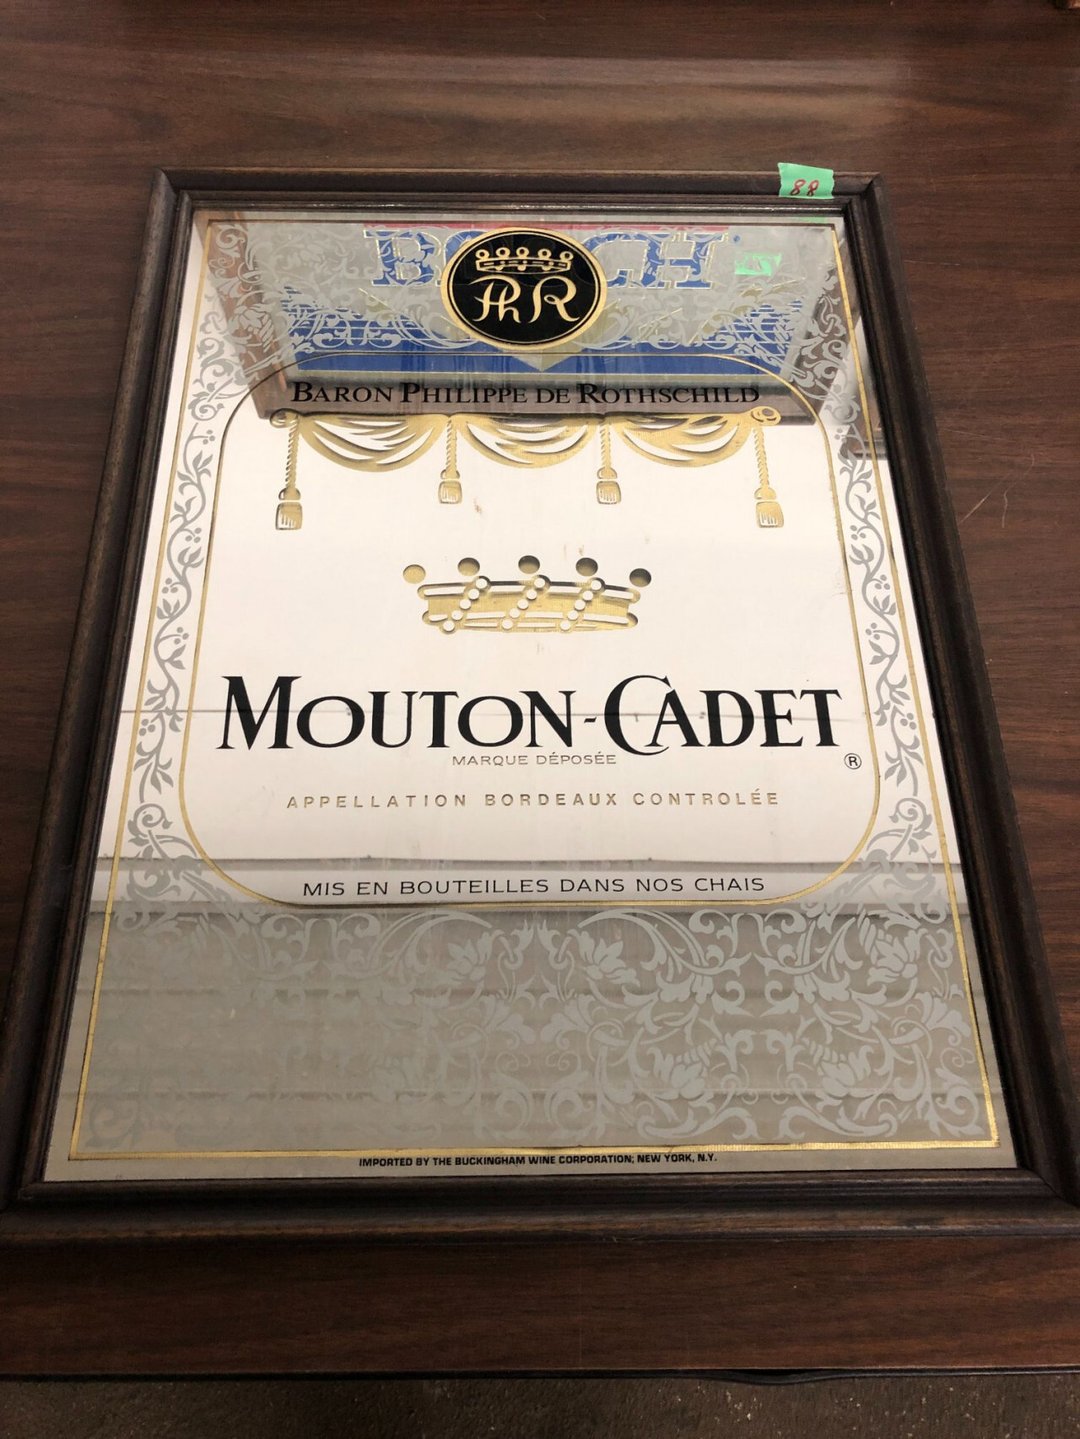 88
Ph R
BARON PHILIPPE DE ROTHSCHILD
MOUTON-CADET
MARQUE DÉPOSÉE
®
APPELLATION BORDEAUX CONTROLÉE
MIS EN BOUTEILLES DANS NOS CHAIS
IMPORTED BY THE BUCKINGHAM WINE CORPORATION; NEW YORK, N.Y.